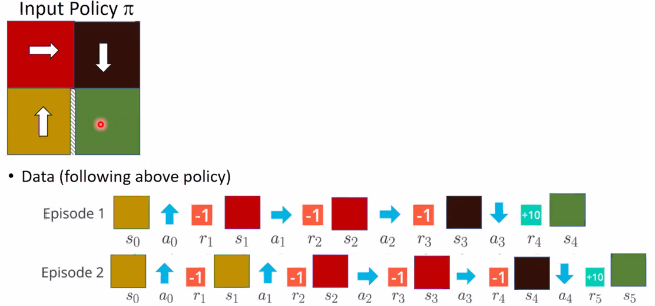 Input Policy π
• Data (following above policy)
Episode 1 -1 -1 -1 +10
s₀ a₀ r₁ s₁ a₁ r₂ s₂ a₂ r₃ s₃ a₃ r₄ s₄
Episode 2 -1 -1 -1 -1 +10
s₀ a₀ r₁ s₁ a₁ r₂ s₂ a₂ r₃ s₃ a₃ r₄ s₄ a₄ r₅ s₅